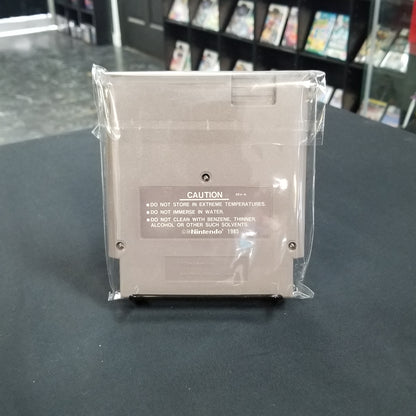 CAUTION
●DO NOT STORE IN EXTREME TEMPERATURES.
●DO NOT IMMERSE IN WATER.
●DO NOT CLEAN WITH BENZENE, THINNER,
ALCOHOL OR OTHER SUCH SOLVENTS.
Nintendo® 1985